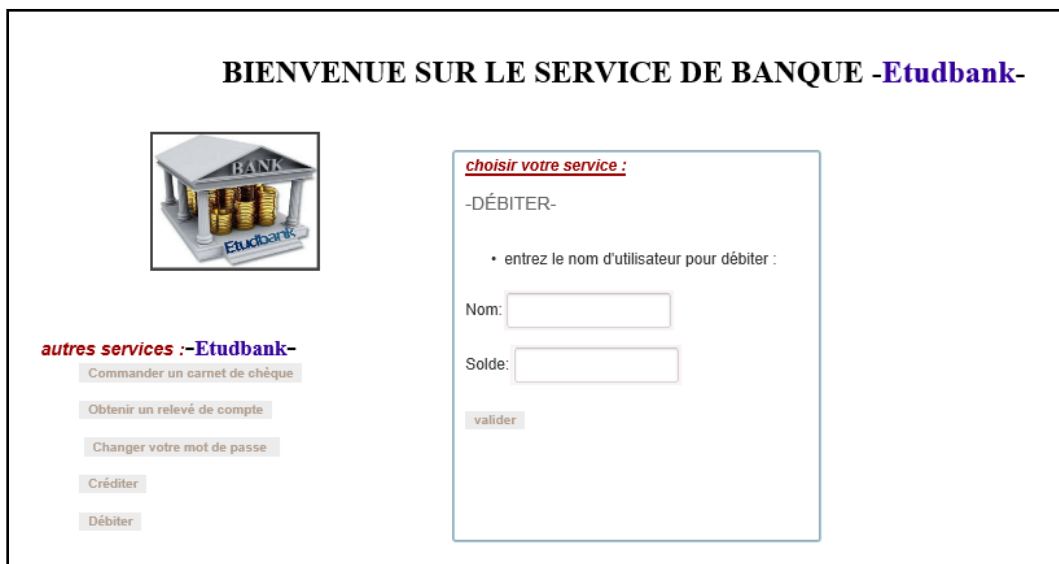 BIENVENUE SUR LE SERVICE DE BANQUE -Etudbank-
BANK
Etudbank
autres services :-Etudbank-
Commander un carnet de chèque
Obtenir un relevé de compte
Changer votre mot de passe
Créditer
Débiter
choisir votre service :
-DÉBITER-
• entrez le nom d'utilisateur pour débiter :
Nom:
Solde:
valider